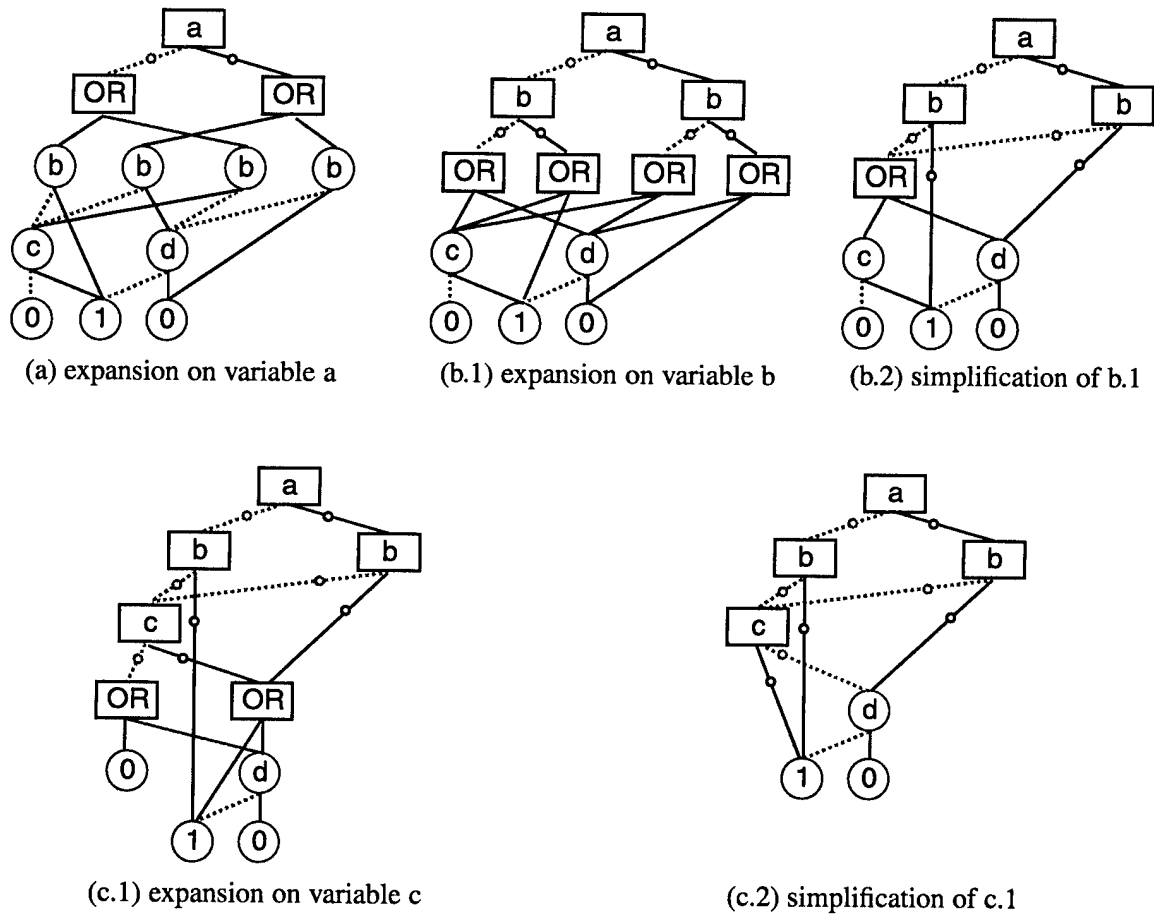 a a a
OR OR b b b b
b b b b OR OR OR OR OR
c d c d c d
0 1 0 0 1 0 0 1 0
(a) expansion on variable a (b.1) expansion on variable b (b.2) simplification of b.1
a a
b b b b
c c
OR OR d
0 d 1 0
1 0
(c.1) expansion on variable c (c.2) simplification of c.1